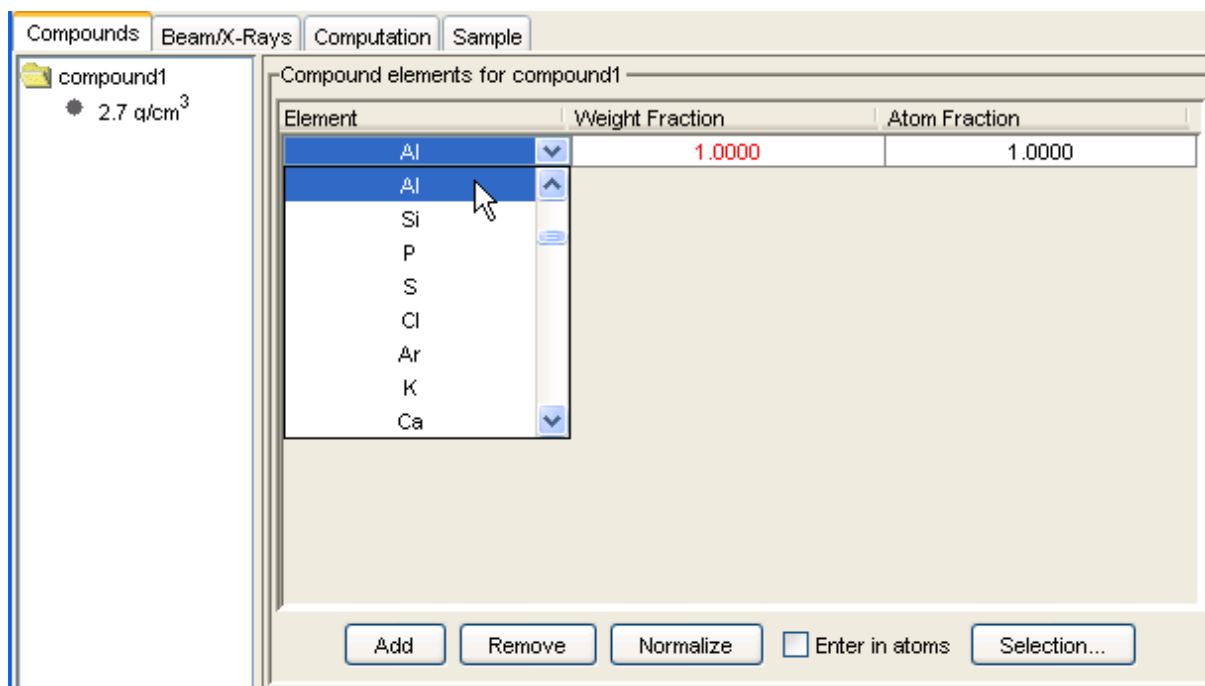 Compounds Beam/X-Rays Computation Sample
compound1
2.7 g/cm3
Compound elements for compound1
Element Weight Fraction Atom Fraction
Al 1.0000 1.0000
Al
Si
P
S
Cl
Ar
K
Ca
Add Remove Normalize Enter in atoms Selection...